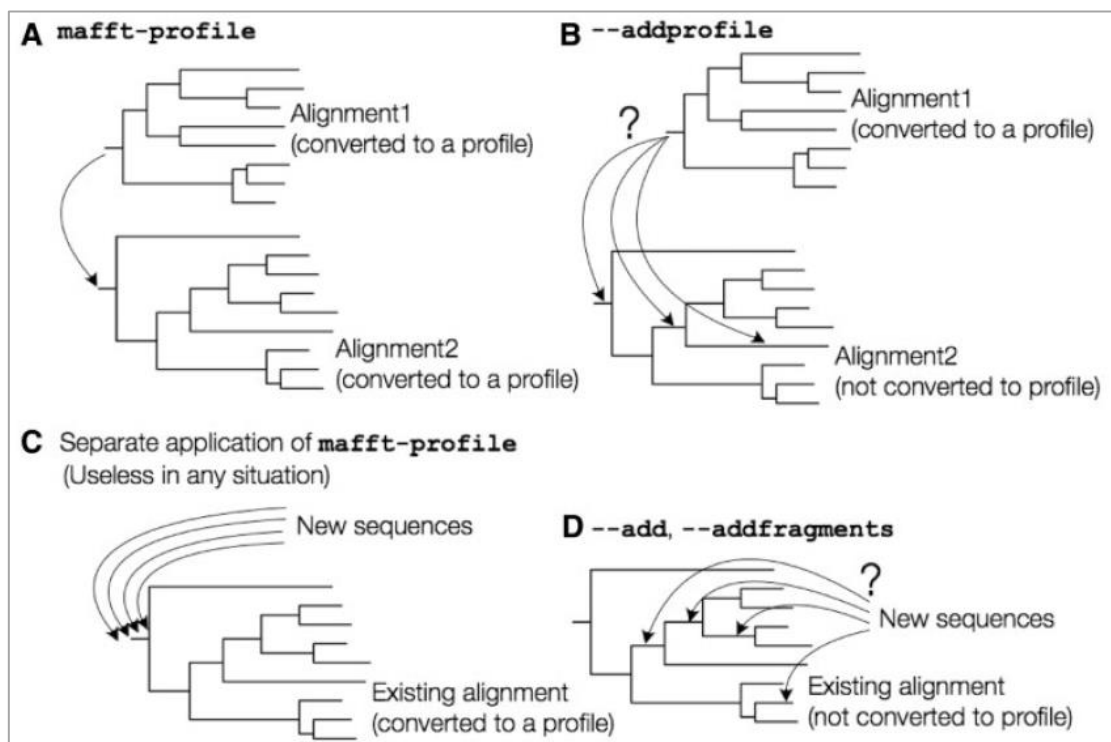 A mafft-profile
Alignment1
(converted to a profile)
Alignment2
(converted to a profile)
B --addprofile
?
Alignment1
(converted to a profile)
Alignment2
(not converted to profile)
C Separate application of mafft-profile
(Useless in any situation)
New sequences
Existing alignment
(converted to a profile)
D --add, --addfragments
?
New sequences
Existing alignment
(not converted to profile)